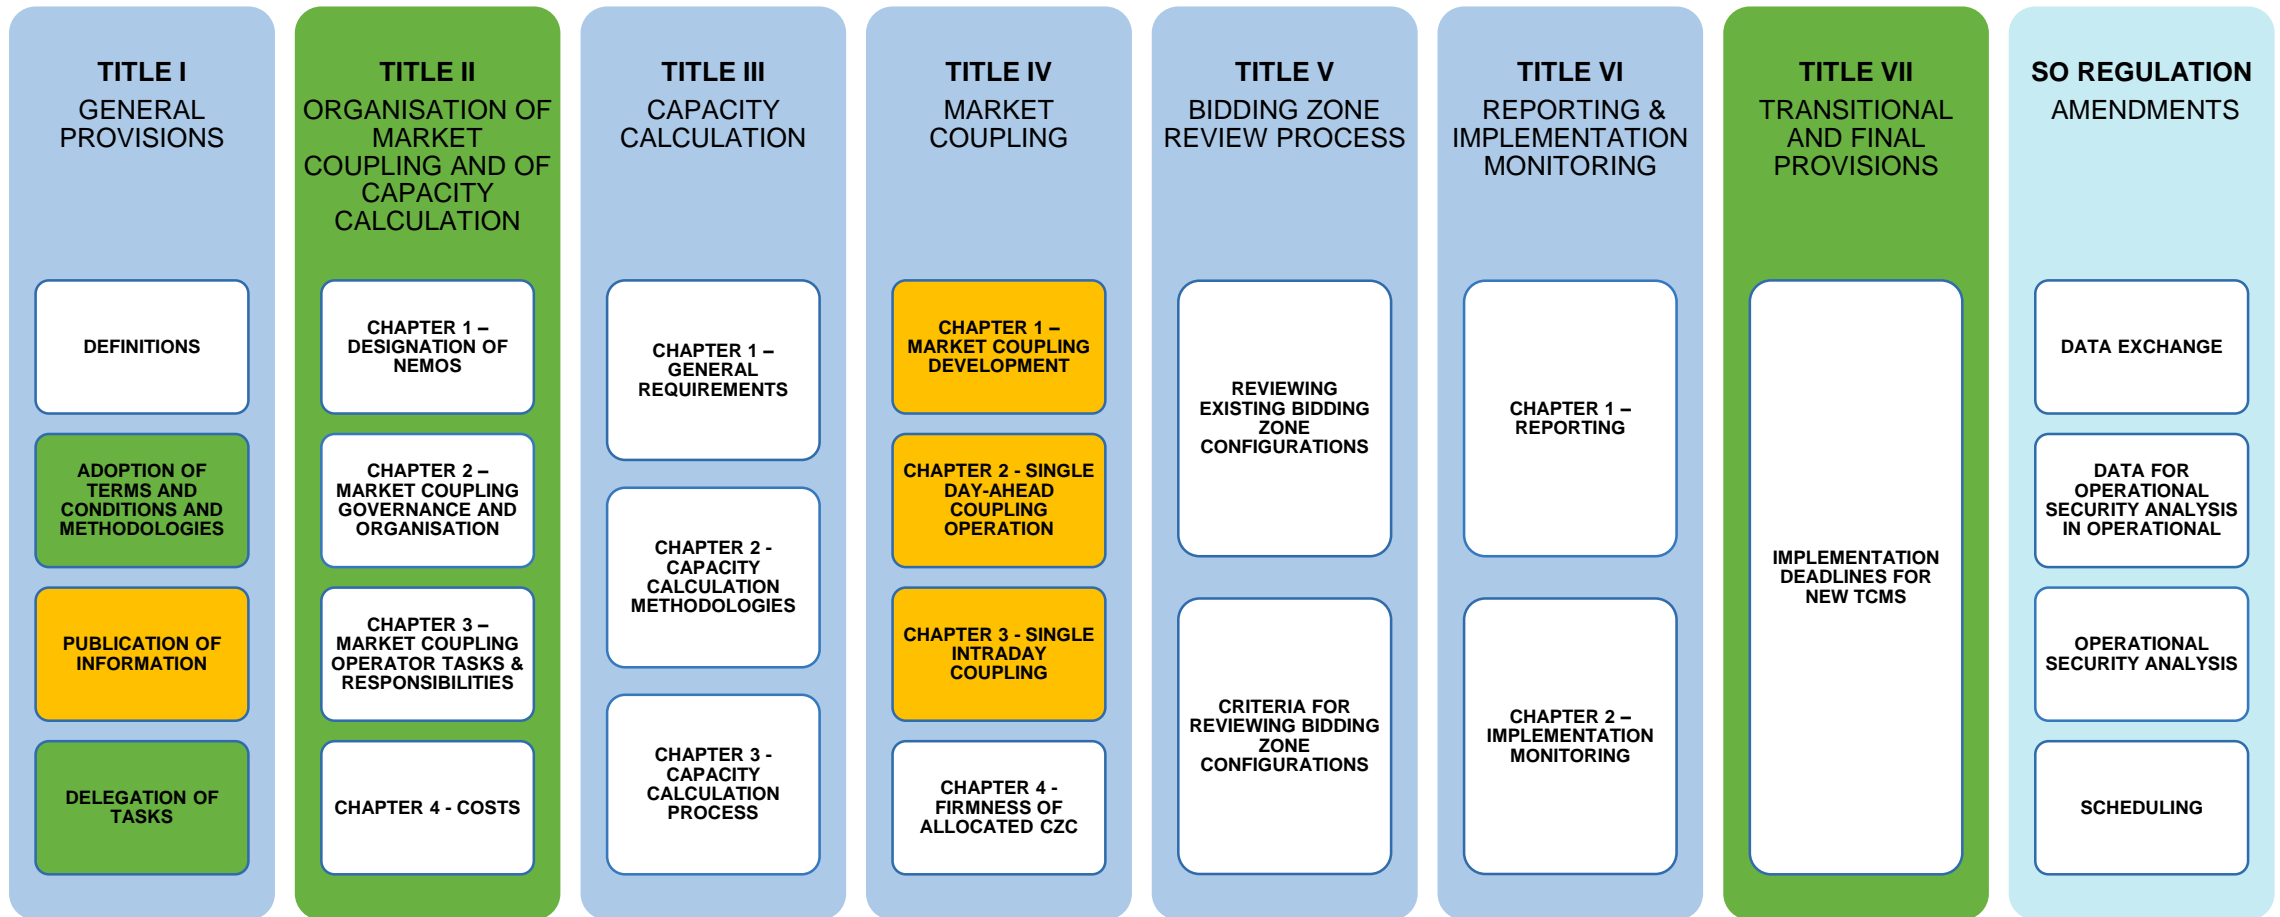 TITLE I
GENERAL
PROVISIONS
DEFINITIONS
ADOPTION OF
TERMS AND
CONDITIONS AND
METHODOLOGIES
PUBLICATION OF
INFORMATION
DELEGATION OF
TASKS
TITLE II
ORGANISATION OF
MARKET
COUPLING AND OF
CAPACITY
CALCULATION
CHAPTER 1 –
DESIGNATION OF
NEMOS
CHAPTER 2 –
MARKET COUPLING
GOVERNANCE AND
ORGANISATION
CHAPTER 3 –
MARKET COUPLING
OPERATOR TASKS &
RESPONSIBILITIES
CHAPTER 4 - COSTS
TITLE III
CAPACITY
CALCULATION
CHAPTER 1 –
GENERAL
REQUIREMENTS
CHAPTER 2 -
CAPACITY
CALCULATION
METHODOLOGIES
CHAPTER 3 -
CAPACITY
CALCULATION
PROCESS
TITLE IV
MARKET
COUPLING
CHAPTER 1 –
MARKET COUPLING
DEVELOPMENT
CHAPTER 2 - SINGLE
DAY-AHEAD
COUPLING
OPERATION
CHAPTER 3 - SINGLE
INTRADAY
COUPLING
CHAPTER 4 -
FIRMNESS OF
ALLOCATED CZC
TITLE V
BIDDING ZONE
REVIEW PROCESS
REVIEWING
EXISTING BIDDING
ZONE
CONFIGURATIONS
CRITERIA FOR
REVIEWING BIDDING
ZONE
CONFIGURATIONS
TITLE VI
REPORTING &
IMPLEMENTATION
MONITORING
CHAPTER 1 –
REPORTING
CHAPTER 2 –
IMPLEMENTATION
MONITORING
TITLE VII
TRANSITIONAL
AND FINAL
PROVISIONS
IMPLEMENTATION
DEADLINES FOR
NEW TCMS
SO REGULATION
AMENDMENTS
DATA EXCHANGE
DATA FOR
OPERATIONAL
SECURITY ANALYSIS
IN OPERATIONAL
OPERATIONAL
SECURITY ANALYSIS
SCHEDULING